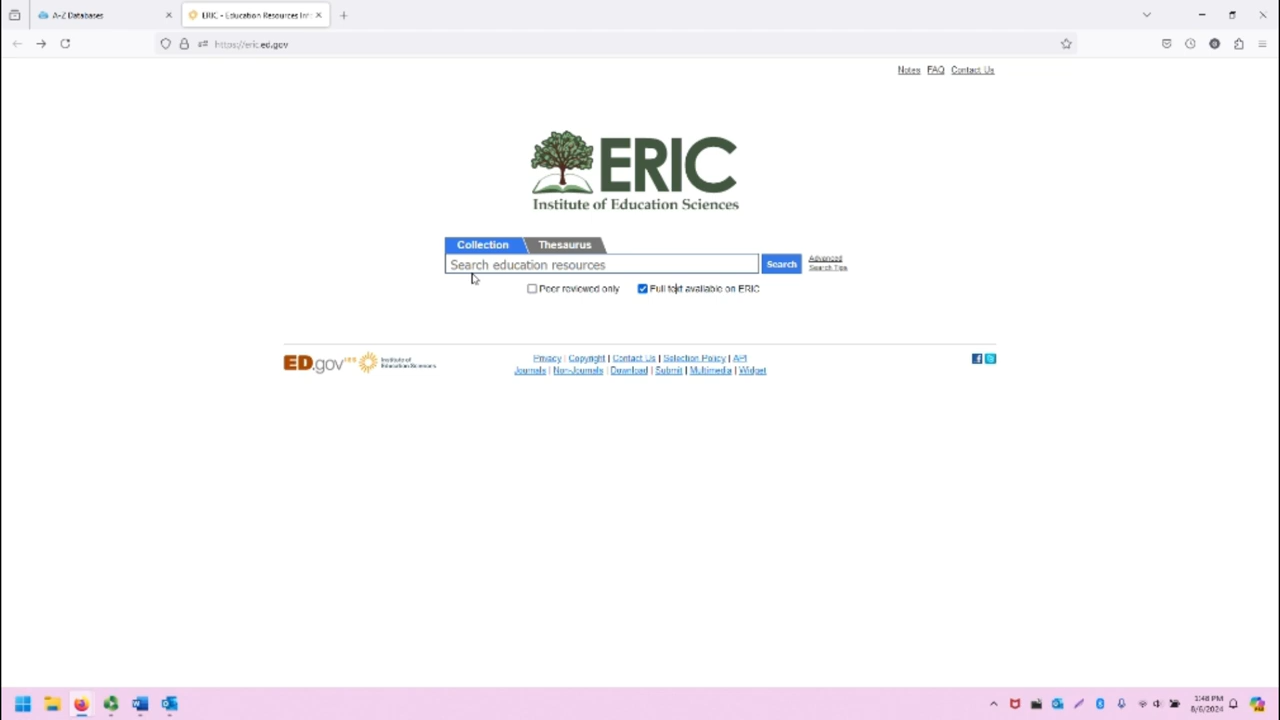 A-Z Databases
ERIC - Education Resources Inf
https://eric.ed.gov
Notes FAQ Contact Us
ERIC
Institute of Education Sciences
Collection Thesaurus
Search education resources Search Advanced
Search Tips
Peer reviewed only Full text available on ERIC
ED.gov IES Institute of
Education Sciences
Privacy | Copyright | Contact Us | Selection Policy | API
Journals | Non-Journals | Download | Submit | Multimedia | Widget
1:48 PM
8/6/2024